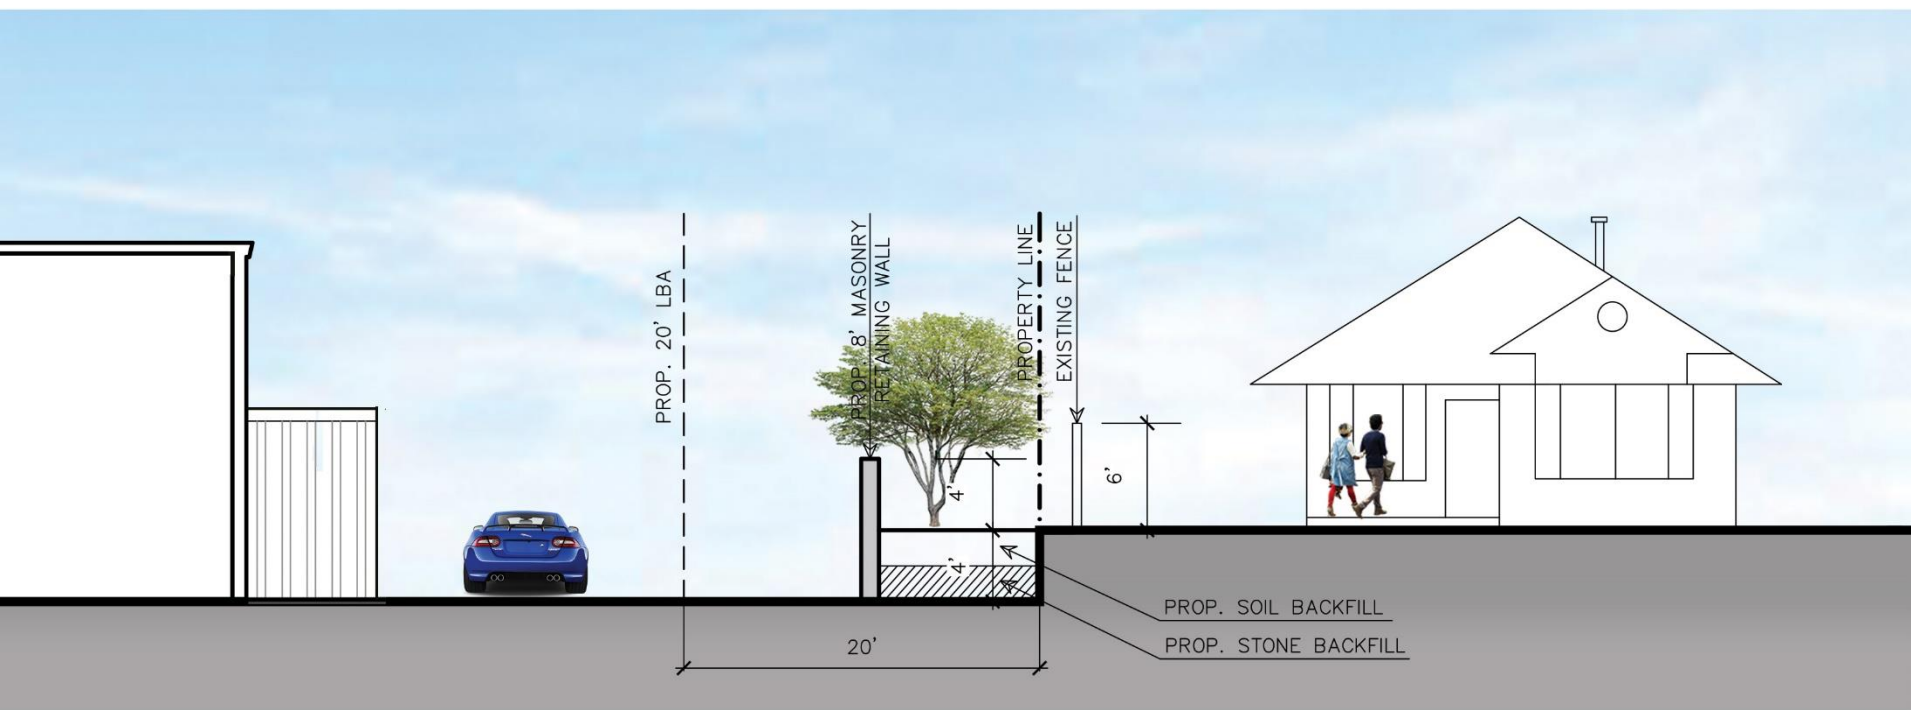 PROP. 20' LBA
PROP. 8' MASONRY
RETAINING WALL
PROPERTY LINE
EXISTING FENCE
4'
6'
4'
PROP. SOIL BACKFILL
PROP. STONE BACKFILL
20'